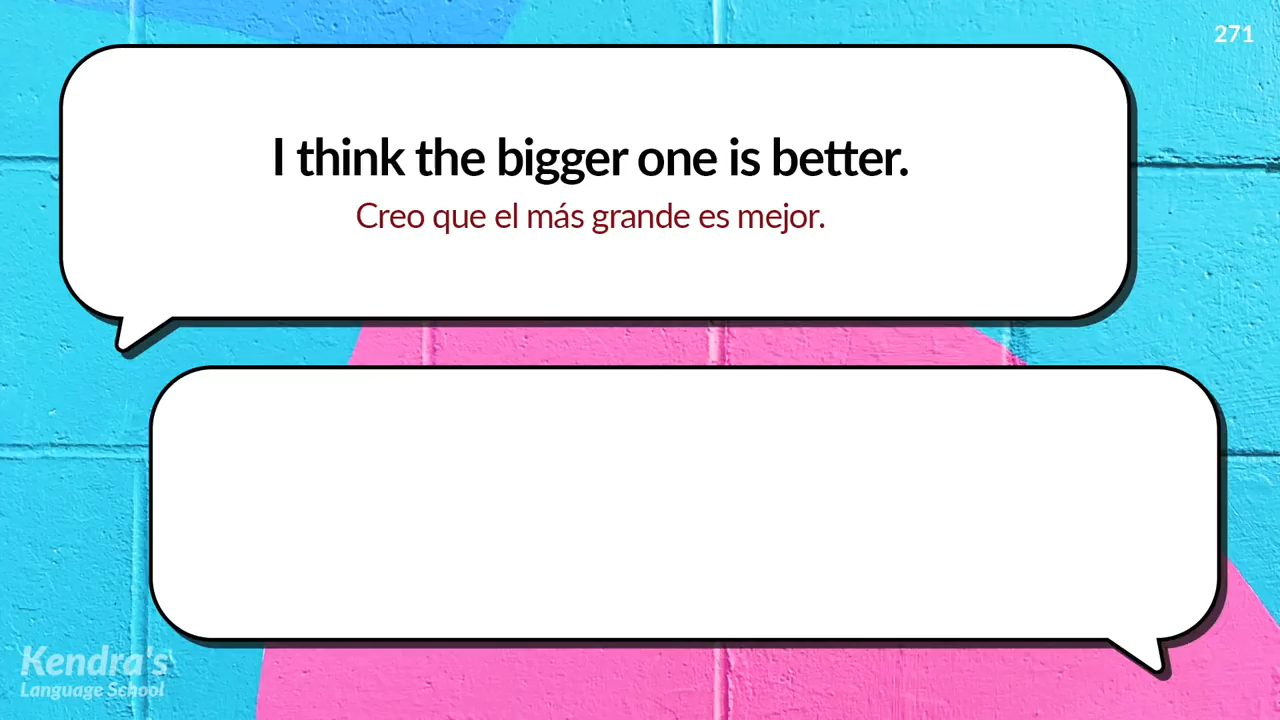 271
I think the bigger one is better.
Creo que el más grande es mejor.
Kendra's
Language School